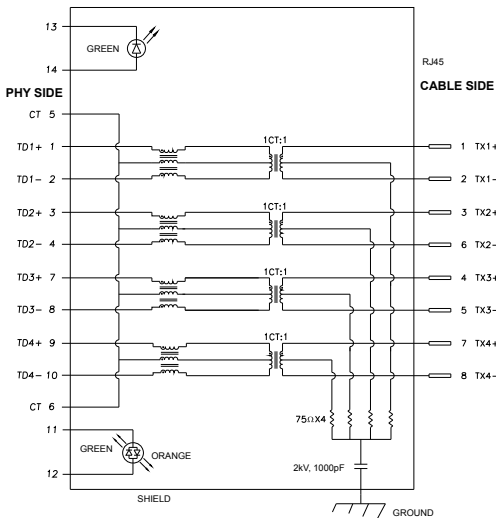 13
GREEN
14
RJ45
PHY SIDE
CABLE SIDE
CT 5
1CT:1
TD1+ 1
1 TX1+
TD1- 2
2 TX1-
1CT:1
TD2+ 3
3 TX2+
TD2- 4
6 TX2-
1CT:1
TD3+ 7
4 TX3+
TD3- 8
5 TX3-
1CT:1
TD4+ 9
7 TX4+
TD4- 10
8 TX4-
CT 6
75ΩX4
11
GREEN
ORANGE
12
2kV, 1000pF
SHIELD
GROUND